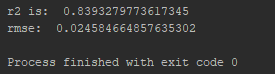 r2 is:  0.8393279773617345
rmse:  0.024584664857635302
Process finished with exit code 0